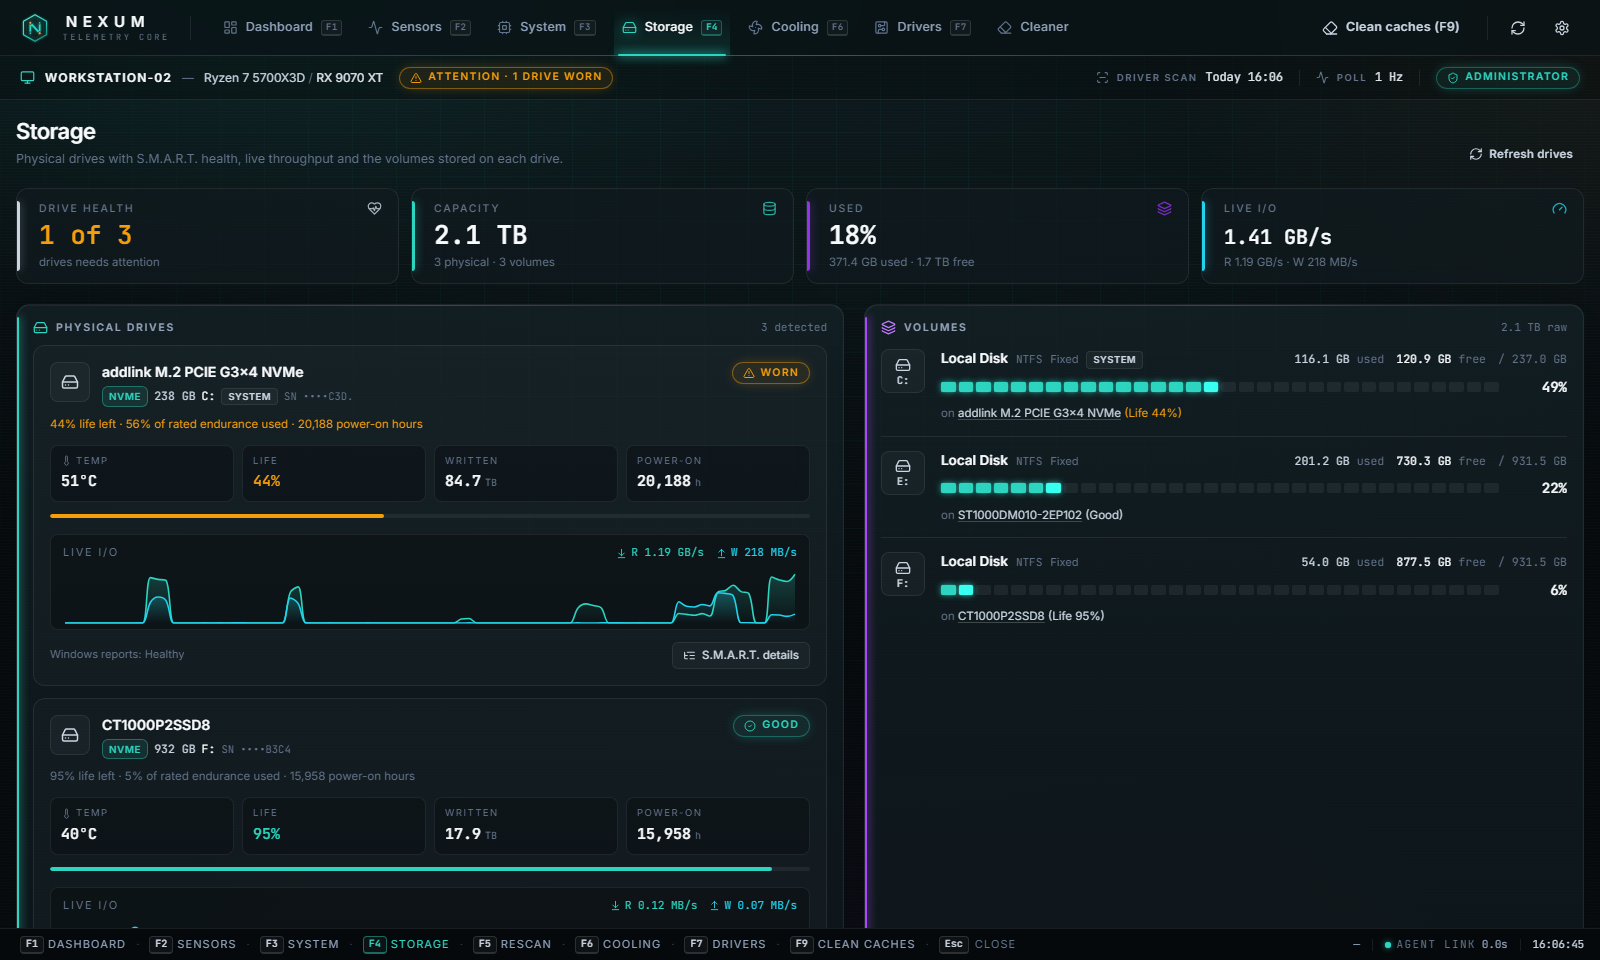 NEXUM
TELEMETRY CORE
Dashboard F1
Sensors F2
System F3
Storage F4
Cooling F6
Drivers F7
Cleaner
Clean caches (F9)
WORKSTATION-02 — Ryzen 7 5700X3D / RX 9070 XT
ATTENTION · 1 DRIVE WORN
DRIVER SCAN Today 16:06
POLL 1 Hz
ADMINISTRATOR
Storage
Physical drives with S.M.A.R.T. health, live throughput and the volumes stored on each drive.
Refresh drives
DRIVE HEALTH
1 of 3
drives needs attention
CAPACITY
2.1 TB
3 physical · 3 volumes
USED
18%
371.4 GB used · 1.7 TB free
LIVE I/O
1.41 GB/s
R 1.19 GB/s · W 218 MB/s
PHYSICAL DRIVES
3 detected
addlink M.2 PCIE G3×4 NVMe
WORN
NVME 238 GB C: SYSTEM SN ••••C3D.
44% life left · 56% of rated endurance used · 20,188 power-on hours
TEMP
51°C
LIFE
44%
WRITTEN
84.7 TB
POWER-ON
20,188 h
LIVE I/O
R 1.19 GB/s W 218 MB/s
Windows reports: Healthy
S.M.A.R.T. details
CT1000P2SSD8
GOOD
NVME 932 GB F: SN ••••B3C4
95% life left · 5% of rated endurance used · 15,958 power-on hours
TEMP
40°C
LIFE
95%
WRITTEN
17.9 TB
POWER-ON
15,958 h
LIVE I/O
R 0.12 MB/s W 0.07 MB/s
VOLUMES
2.1 TB raw
C:
Local Disk NTFS Fixed SYSTEM
116.1 GB used 120.9 GB free / 237.0 GB
49%
on addlink M.2 PCIE G3×4 NVMe (Life 44%)
E:
Local Disk NTFS Fixed
201.2 GB used 730.3 GB free / 931.5 GB
22%
on ST1000DM010-2EP102 (Good)
F:
Local Disk NTFS Fixed
54.0 GB used 877.5 GB free / 931.5 GB
6%
on CT1000P2SSD8 (Life 95%)
F1 DASHBOARD · F2 SENSORS · F3 SYSTEM · F4 STORAGE · F5 RESCAN · F6 COOLING · F7 DRIVERS · F9 CLEAN CACHES · Esc CLOSE
— AGENT LINK 0.0s 16:06:45